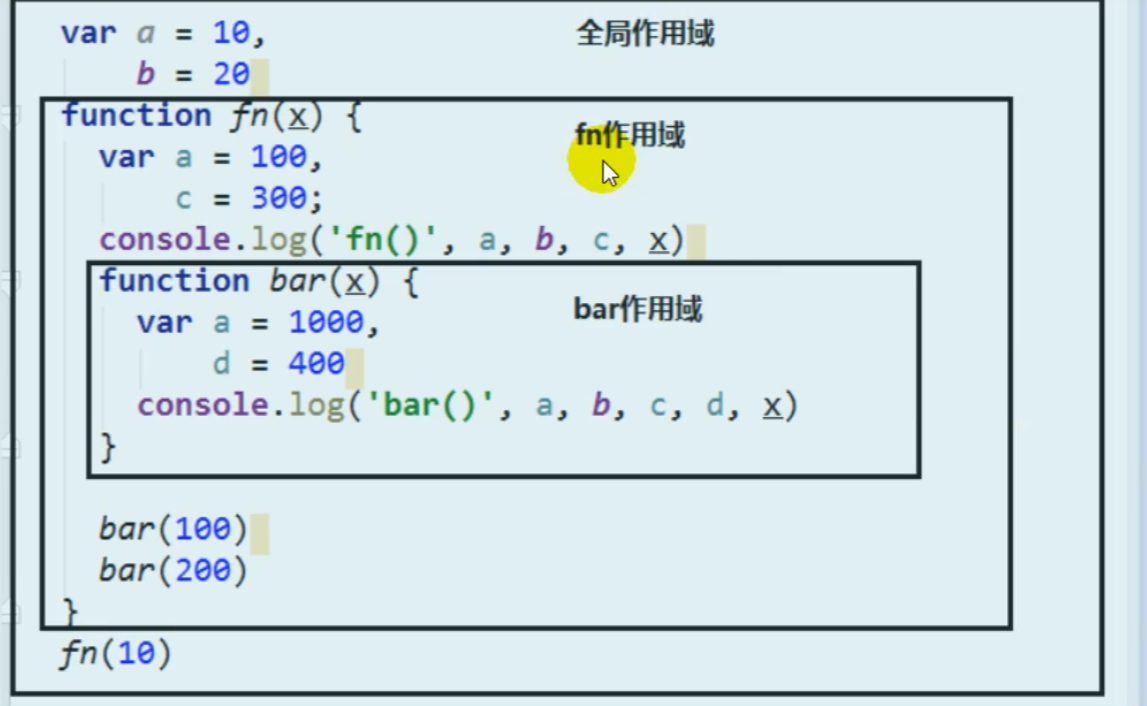 var a = 10, 全局作用域
    b = 20
function fn(x) { fn作用域
  var a = 100,
      c = 300;
  console.log('fn()', a, b, c, x)
  function bar(x) { bar作用域
    var a = 1000,
        d = 400
    console.log('bar()', a, b, c, d, x)
  }
  bar(100)
  bar(200)
}
fn(10)